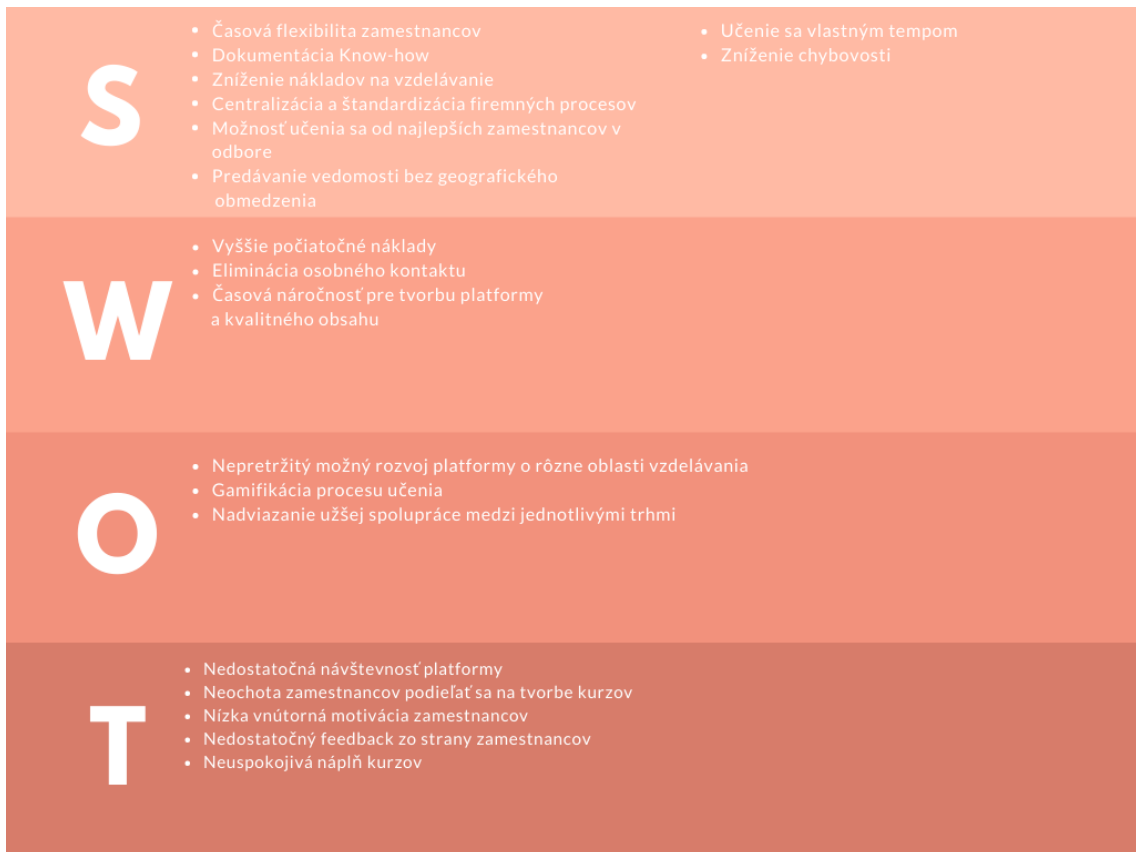 S
Časová flexibilita zamestnancov
Dokumentácia Know-how
Zníženie nákladov na vzdelávanie
Centralizácia a štandardizácia firemných procesov
Možnosť učenia sa od najlepších zamestnancov v
odbore
Predávanie vedomosti bez geografického
obmedzenia
Učenie sa vlastným tempom
Zníženie chybovosti
W
Vyššie počiatočné náklady
Eliminácia osobného kontaktu
Časová náročnosť pre tvorbu platformy
a kvalitného obsahu
O
Nepretržitý možný rozvoj platformy o rôzne oblasti vzdelávania
Gamifikácia procesu učenia
Nadviazanie užšej spolupráce medzi jednotlivými trhmi
T
Nedostatočná návštevnosť platformy
Neochota zamestnancov podieľať sa na tvorbe kurzov
Nízka vnútorná motivácia zamestnancov
Nedostatočný feedback zo strany zamestnancov
Neuspokojivá náplň kurzov